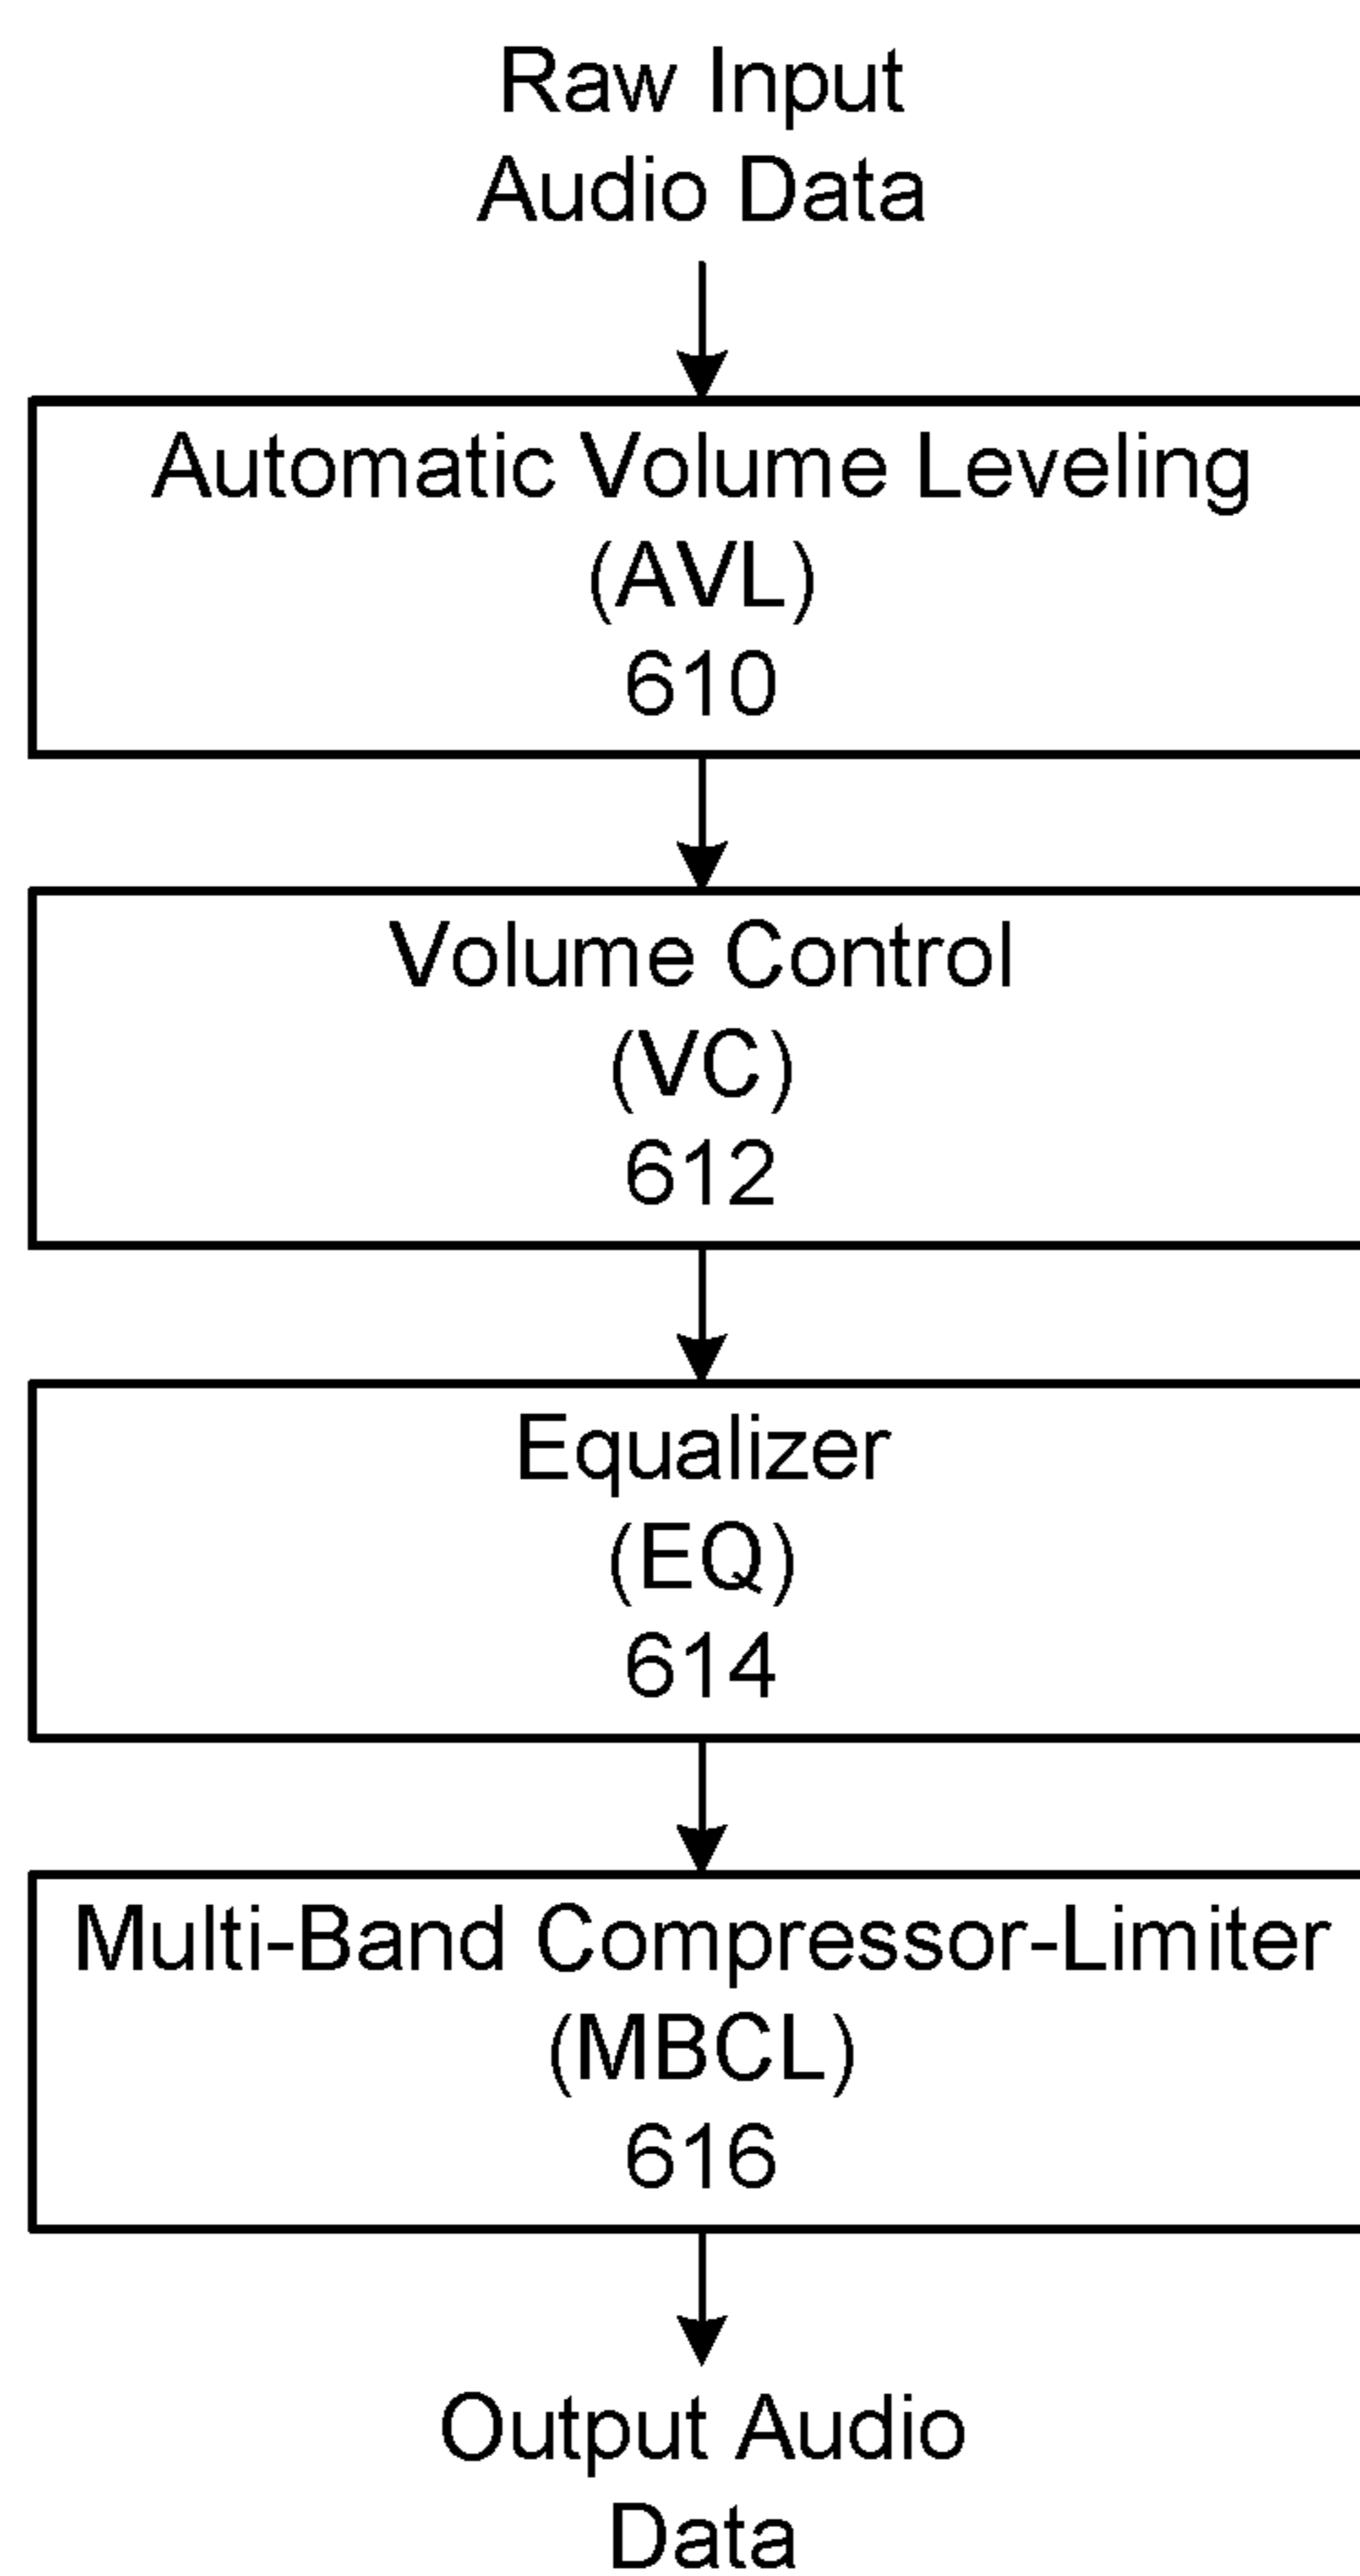 Raw Input
Audio Data
Automatic Volume Leveling
(AVL)
610
Volume Control
(VC)
612
Equalizer
(EQ)
614
Multi-Band Compressor-Limiter
(MBCL)
616
Output Audio
Data